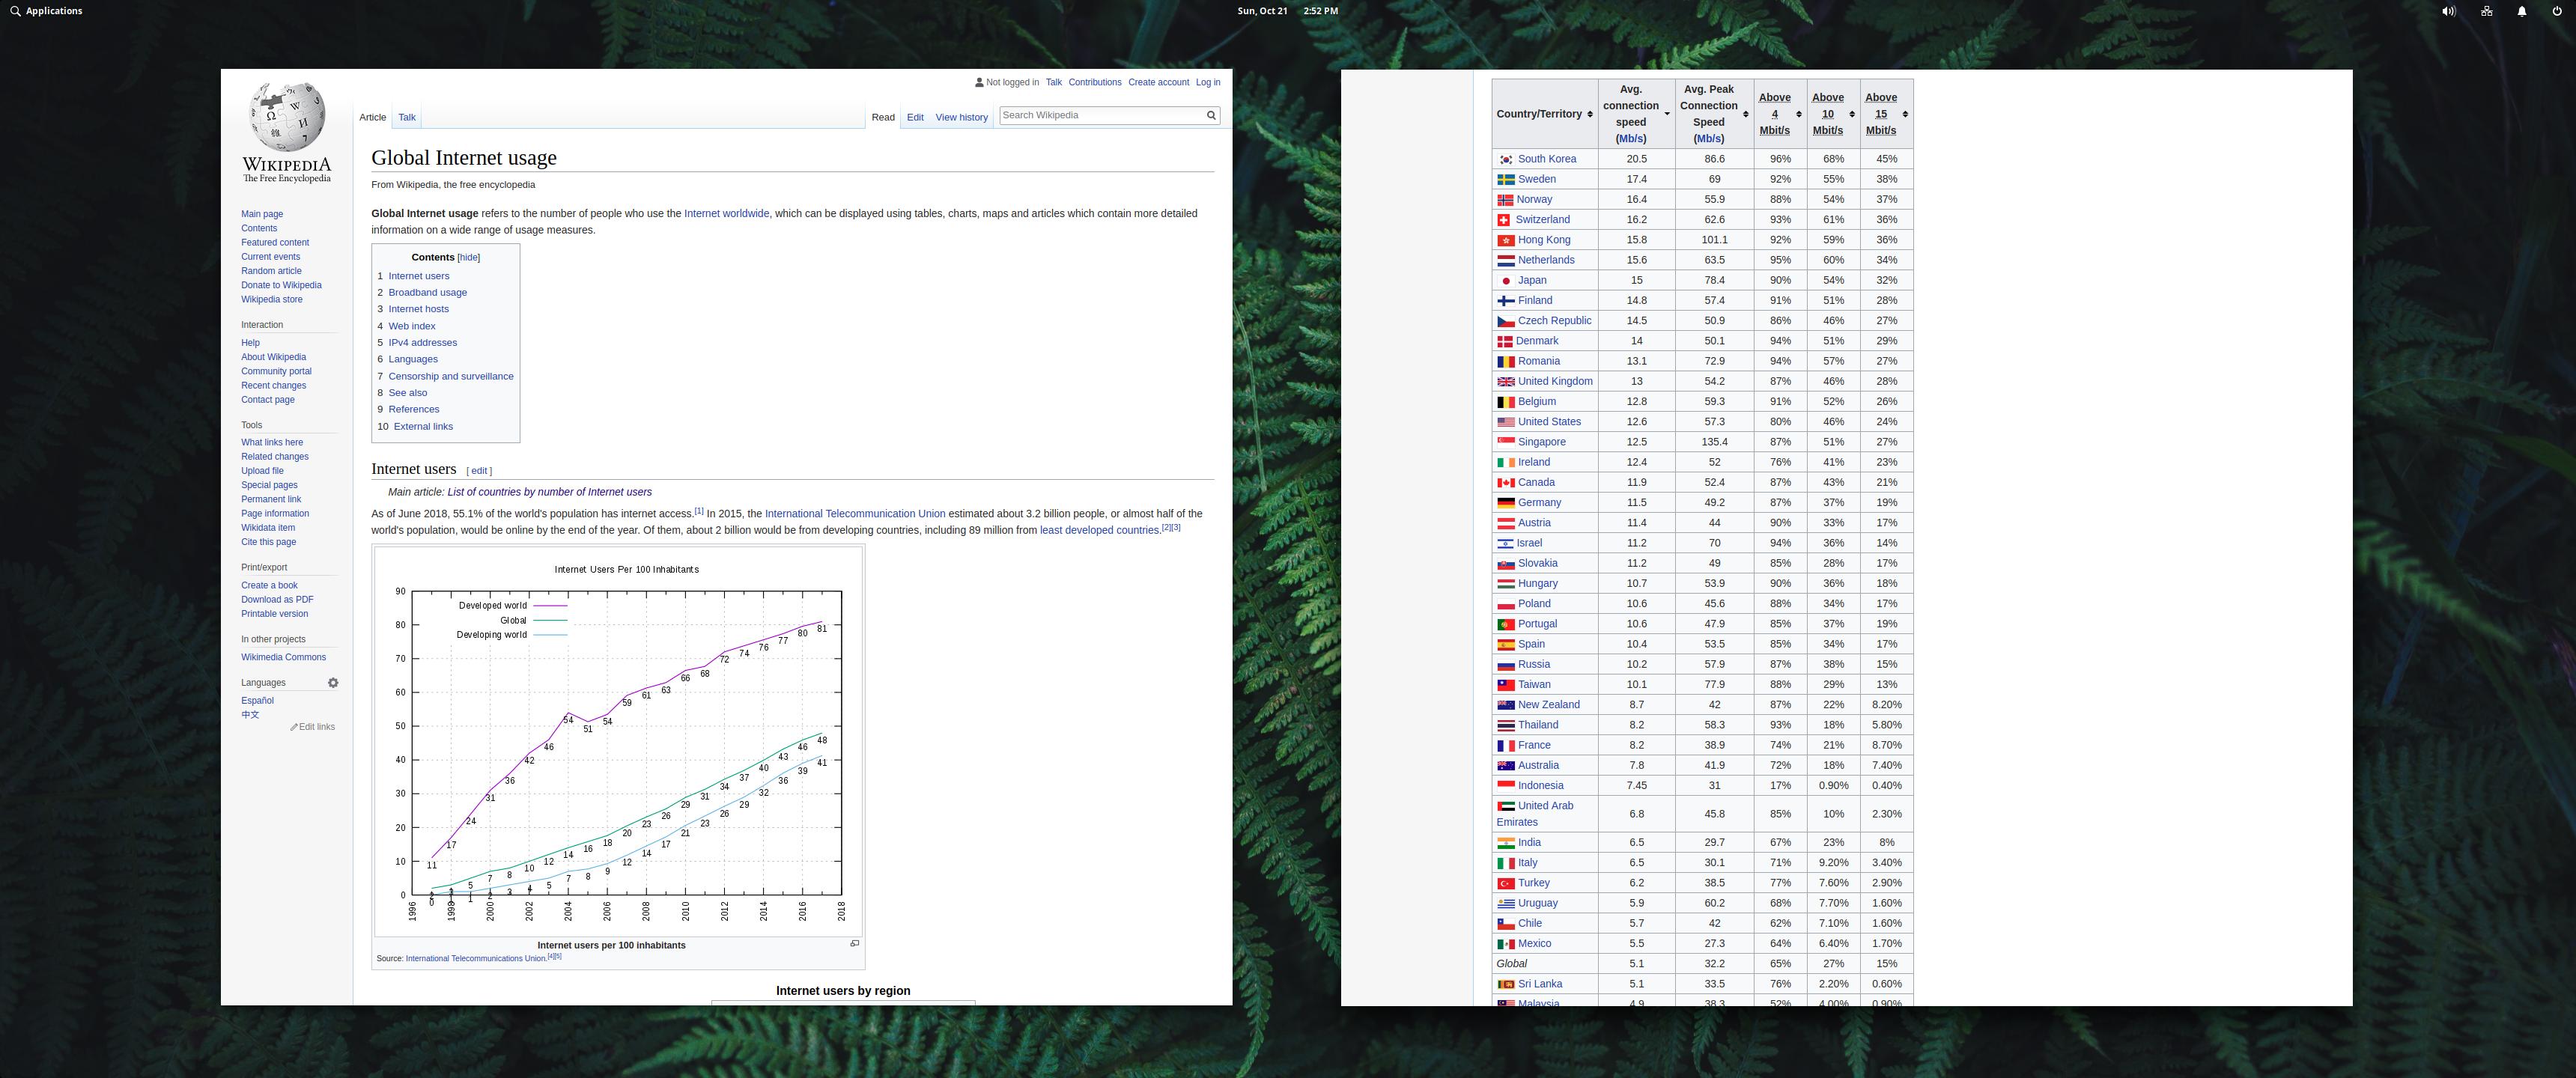 Applications
Sun, Oct 21 2:52 PM
WIKIPEDIA
The Free Encyclopedia
Main page
Contents
Featured content
Current events
Random article
Donate to Wikipedia
Wikipedia store
Interaction
Help
About Wikipedia
Community portal
Recent changes
Contact page
Tools
What links here
Related changes
Upload file
Special pages
Permanent link
Page information
Wikidata item
Cite this page
Print/export
Create a book
Download as PDF
Printable version
In other projects
Wikimedia Commons
Languages
Español
中文
Edit links
Not logged in Talk Contributions Create account Log in
Article Talk Read Edit View history Search Wikipedia
Global Internet usage
From Wikipedia, the free encyclopedia
Global Internet usage refers to the number of people who use the Internet worldwide, which can be displayed using tables, charts, maps and articles which contain more detailed
information on a wide range of usage measures.
Contents [hide]
1 Internet users
2 Broadband usage
3 Internet hosts
4 Web index
5 IPv4 addresses
6 Languages
7 Censorship and surveillance
8 See also
9 References
10 External links
Internet users [ edit ]
Main article: List of countries by number of Internet users
As of June 2018, 55.1% of the world's population has internet access.[1] In 2015, the International Telecommunication Union estimated about 3.2 billion people, or almost half of the
world's population, would be online by the end of the year. Of them, about 2 billion would be from developing countries, including 89 million from least developed countries.[2][3]
Internet Users Per 100 Inhabitants
Developed world
Global
Developing world
90
80
70
60
50
40
30
20
10
0
11 17 24 31 36 42 46 54 51 54 59 61 63 66 68 72 74 76 77 80 81
2 3 5 7 8 10 12 14 16 18 20 23 26 29 31 34 37 40 43 46 48
0 1 1 2 3 4 5 7 8 9 12 14 17 21 23 26 29 32 36 39 41
1996 1998 2000 2002 2004 2006 2008 2010 2012 2014 2016 2018
Internet users per 100 inhabitants
Source: International Telecommunications Union.[4][5]
Internet users by region
Country/Territory Avg. connection speed (Mb/s) Avg. Peak Connection Speed (Mb/s) Above 4 Mbit/s Above 10 Mbit/s Above 15 Mbit/s
South Korea 20.5 86.6 96% 68% 45%
Sweden 17.4 69 92% 55% 38%
Norway 16.4 55.9 88% 54% 37%
Switzerland 16.2 62.6 93% 61% 36%
Hong Kong 15.8 101.1 92% 59% 36%
Netherlands 15.6 63.5 95% 60% 34%
Japan 15 78.4 90% 54% 32%
Finland 14.8 57.4 91% 51% 28%
Czech Republic 14.5 50.9 86% 46% 27%
Denmark 14 50.1 94% 51% 29%
Romania 13.1 72.9 94% 57% 27%
United Kingdom 13 54.2 87% 46% 28%
Belgium 12.8 59.3 91% 52% 26%
United States 12.6 57.3 80% 46% 24%
Singapore 12.5 135.4 87% 51% 27%
Ireland 12.4 52 76% 41% 23%
Canada 11.9 52.4 87% 43% 21%
Germany 11.5 49.2 87% 37% 19%
Austria 11.4 44 90% 33% 17%
Israel 11.2 70 94% 36% 14%
Slovakia 11.2 49 85% 28% 17%
Hungary 10.7 53.9 90% 36% 18%
Poland 10.6 45.6 88% 34% 17%
Portugal 10.6 47.9 85% 37% 19%
Spain 10.4 53.5 85% 34% 17%
Russia 10.2 57.9 87% 38% 15%
Taiwan 10.1 77.9 88% 29% 13%
New Zealand 8.7 42 87% 22% 8.20%
Thailand 8.2 58.3 93% 18% 5.80%
France 8.2 38.9 74% 21% 8.70%
Australia 7.8 41.9 72% 18% 7.40%
Indonesia 7.45 31 17% 0.90% 0.40%
United Arab Emirates 6.8 45.8 85% 10% 2.30%
India 6.5 29.7 67% 23% 8%
Italy 6.5 30.1 71% 9.20% 3.40%
Turkey 6.2 38.5 77% 7.60% 2.90%
Uruguay 5.9 60.2 68% 7.70% 1.60%
Chile 5.7 42 62% 7.10% 1.60%
Mexico 5.5 27.3 64% 6.40% 1.70%
Global 5.1 32.2 65% 27% 15%
Sri Lanka 5.1 33.5 76% 2.20% 0.60%
Malaysia 4.9 38.3 52% 4.00% 0.90%